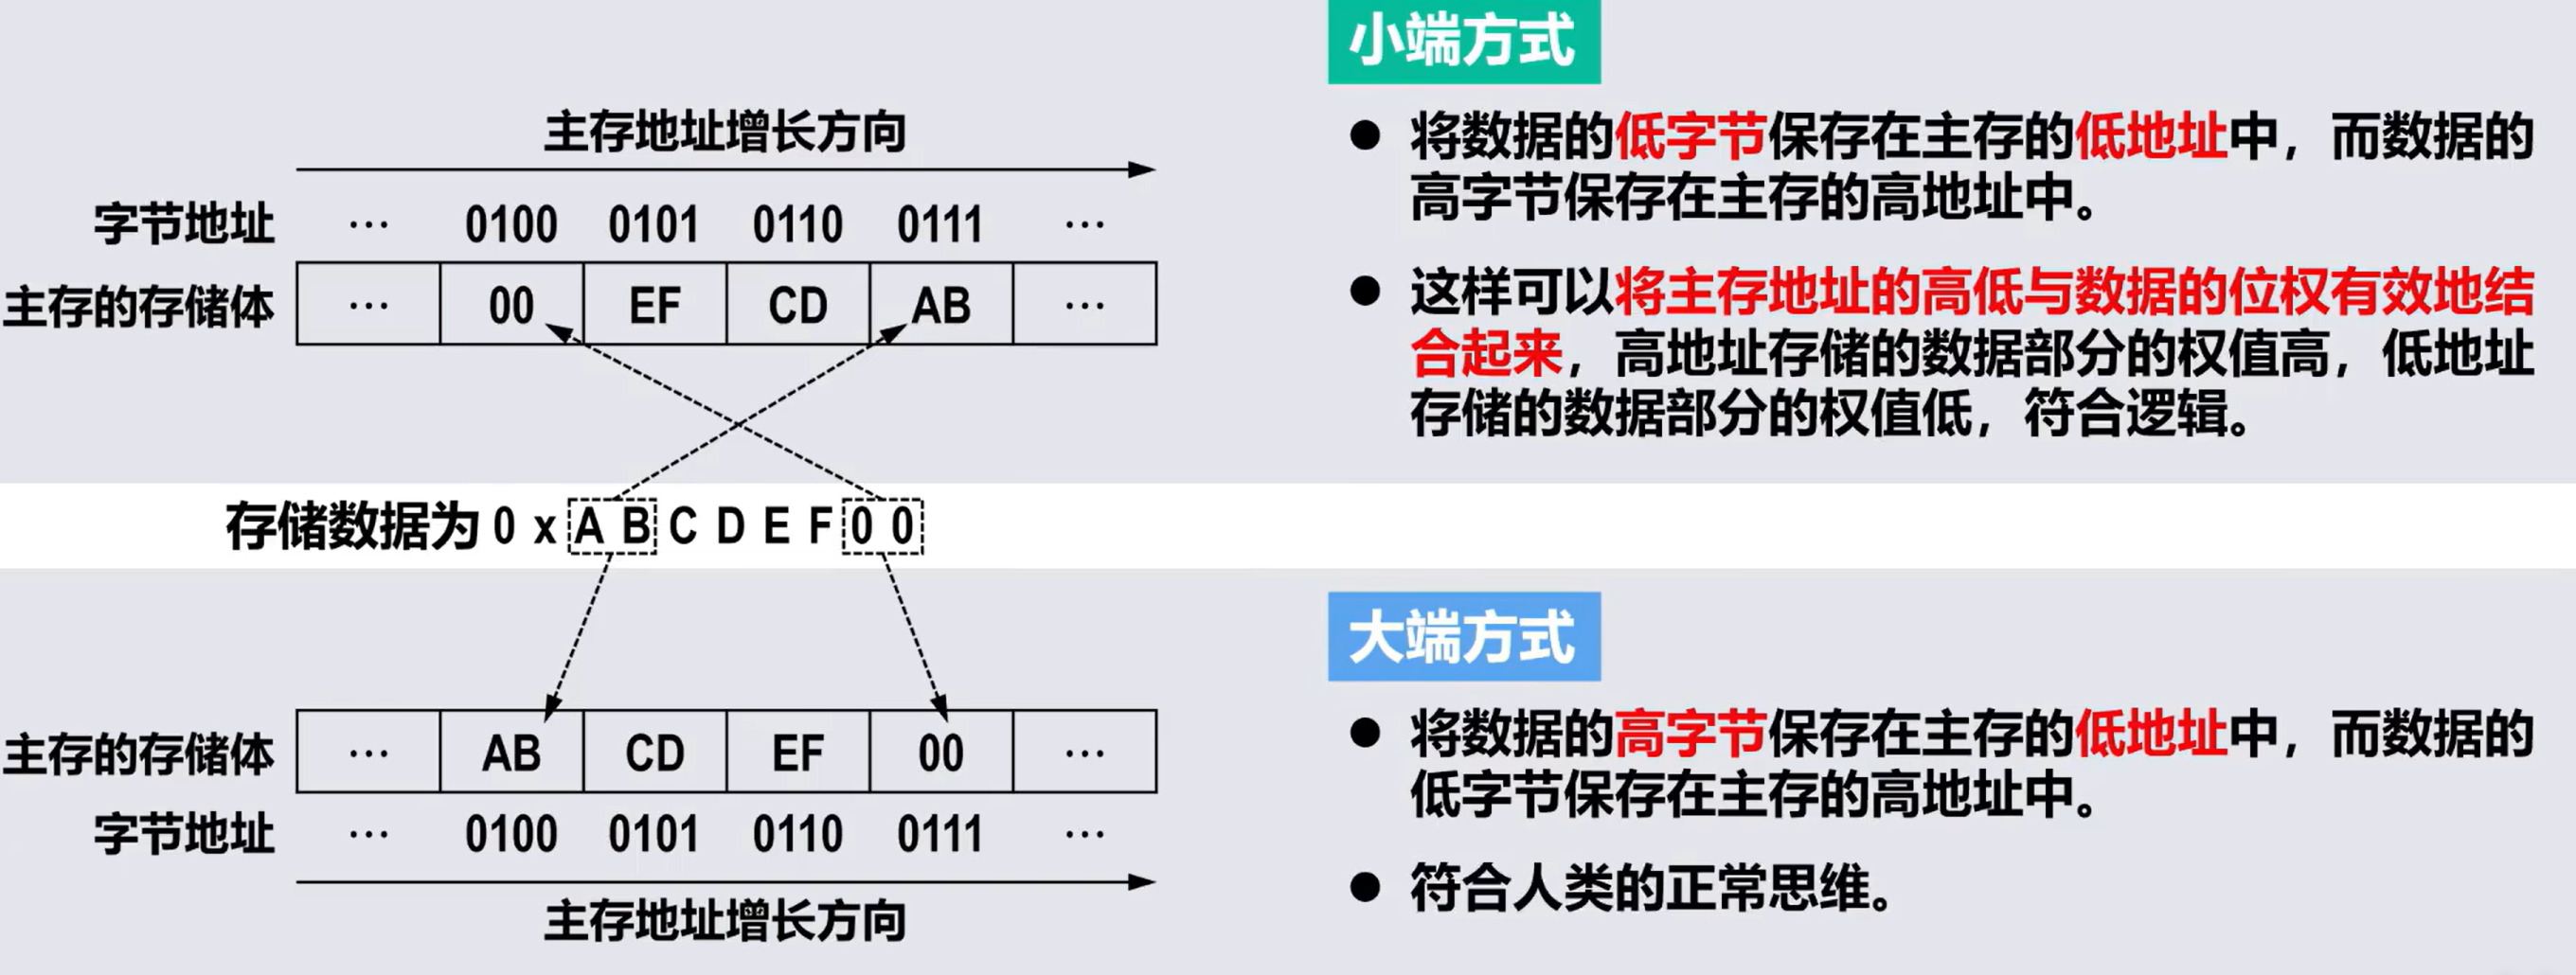 小端方式
主存地址增长方向
字节地址 … 0100 0101 0110 0111 …
主存的存储体 … 00 EF CD AB …
● 将数据的低字节保存在主存的低地址中，而数据的
高字节保存在主存的高地址中。
● 这样可以将主存地址的高低与数据的位权有效地结
合起来，高地址存储的数据部分的权值高，低地址
存储的数据部分的权值低，符合逻辑。
存储数据为 0 x A B C D E F 0 0
大端方式
主存的存储体 … AB CD EF 00 …
字节地址 … 0100 0101 0110 0111 …
主存地址增长方向
● 将数据的高字节保存在主存的低地址中，而数据的
低字节保存在主存的高地址中。
● 符合人类的正常思维。